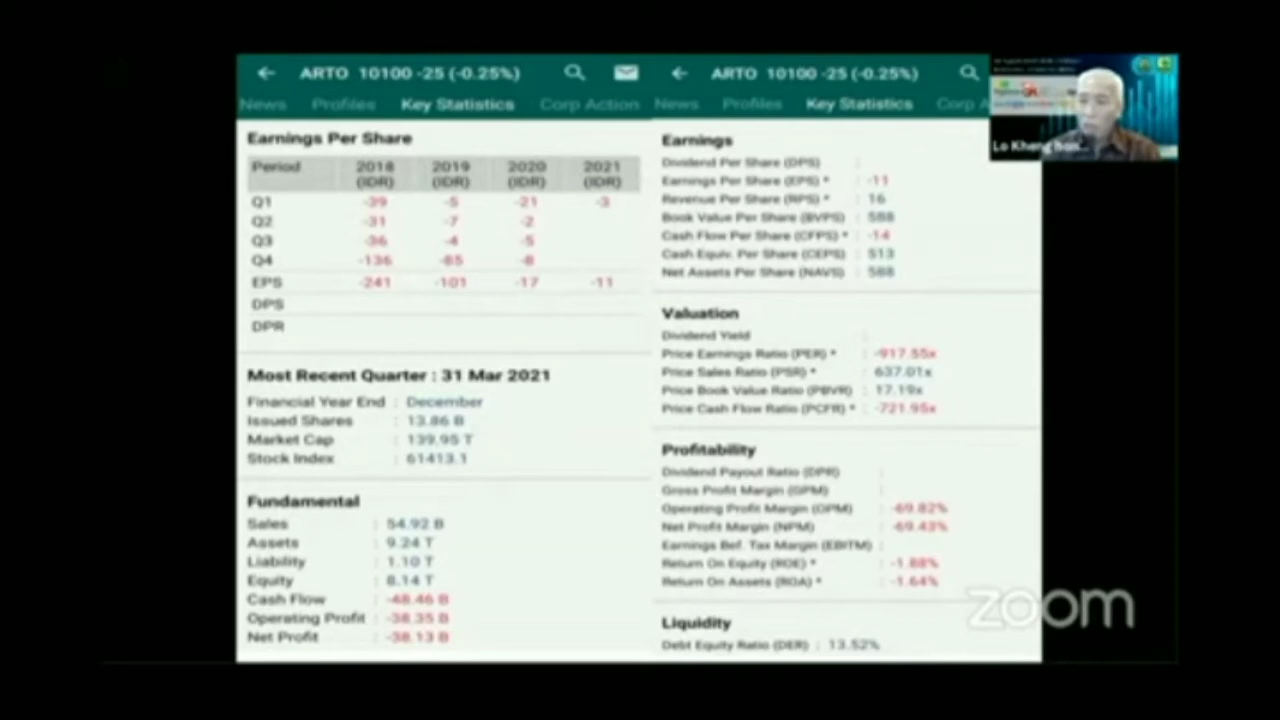 ARTO 10100 -25 (-0.25%)
News Profiles Key Statistics Corp Action
Earnings Per Share
Period 2018 (IDR) 2019 (IDR) 2020 (IDR) 2021 (IDR)
Q1 -39 -5 -21 -3
Q2 -31 -7 -2
Q3 -36 -4 -5
Q4 -136 -85 -8
EPS -241 -101 -17 -11
DPS
DPR
Most Recent Quarter : 31 Mar 2021
Financial Year End : December
Issued Shares : 13.86 B
Market Cap : 139.95 T
Stock Index : 61413.1
Fundamental
Sales : 54.92 B
Assets : 9.24 T
Liability : 1.10 T
Equity : 8.14 T
Cash Flow : -48.46 B
Operating Profit : -38.35 B
Net Profit : -38.13 B
ARTO 10100 -25 (-0.25%)
News Profiles Key Statistics Corp A
Earnings
Dividend Per Share (DPS) :
Earnings Per Share (EPS) * : -11
Revenue Per Share (RPS) * : 16
Book Value Per Share (BVPS) : 588
Cash Flow Per Share (CFPS) * : -14
Cash Equiv. Per Share (CEPS) : 513
Net Assets Per Share (NAVS) : 588
Valuation
Dividend Yield :
Price Earnings Ratio (PER) * : -917.55x
Price Sales Ratio (PSR) * : 637.01x
Price Book Value Ratio (PBVR) : 17.19x
Price Cash Flow Ratio (PCFR) * : -721.95x
Profitability
Dividend Payout Ratio (DPR) :
Gross Profit Margin (GPM) :
Operating Profit Margin (OPM) : -69.82%
Net Profit Margin (NPM) : -69.43%
Earnings Bef. Tax Margin (EBITM) :
Return On Equity (ROE) * : -1.88%
Return On Assets (ROA) * : -1.64%
Liquidity
Debt Equity Ratio (DER) : 13.52%
Lo Kheng
zoom